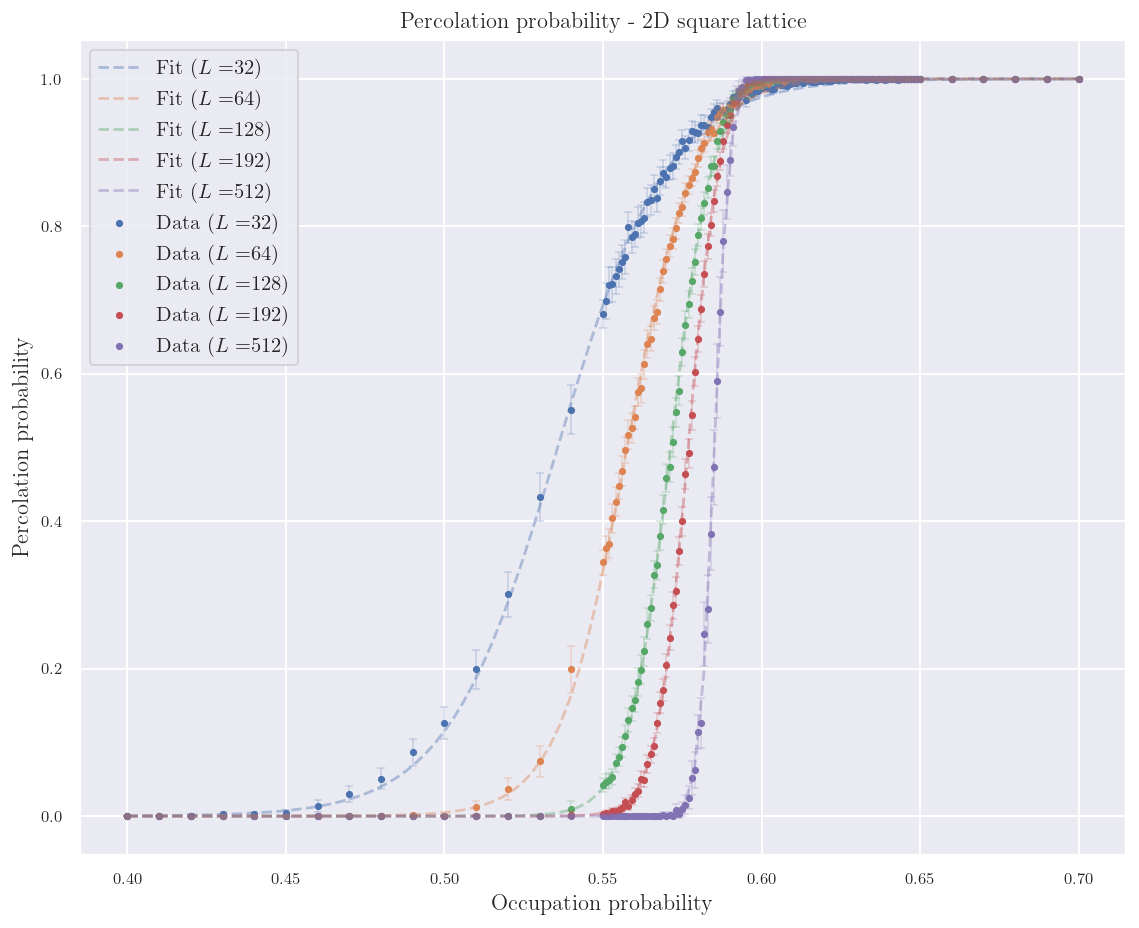 Percolation probability - 2D square lattice
Fit (L =32)
Fit (L =64)
Fit (L =128)
Fit (L =192)
Fit (L =512)
Data (L =32)
Data (L =64)
Data (L =128)
Data (L =192)
Data (L =512)
Percolation probability
1.0
0.8
0.6
0.4
0.2
0.0
0.40 0.45 0.50 0.55 0.60 0.65 0.70
Occupation probability